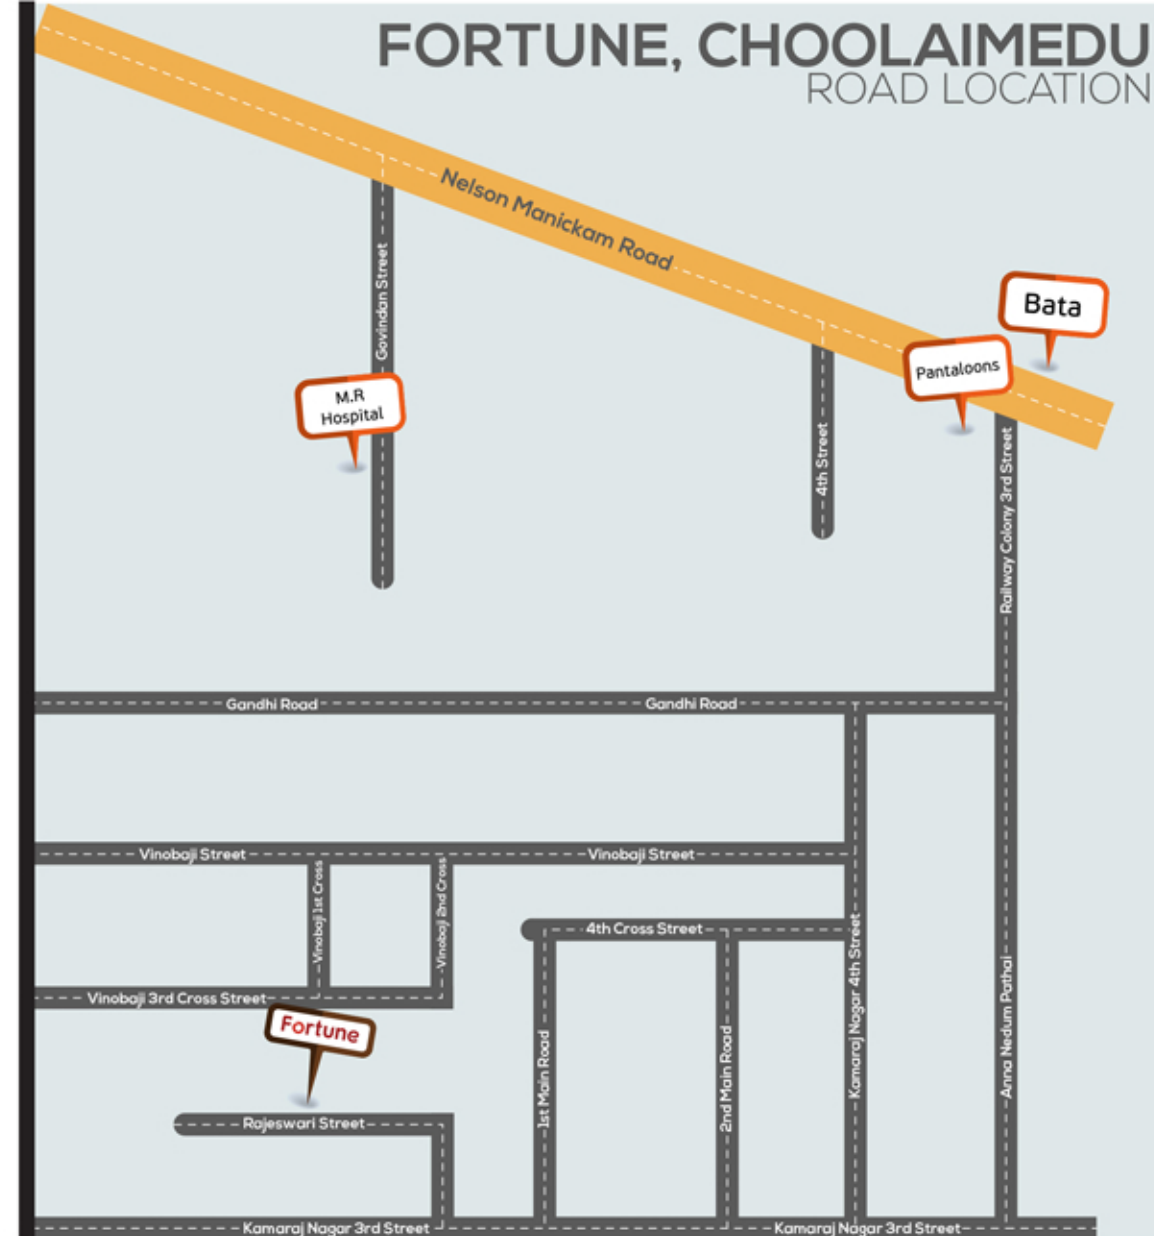 FORTUNE, CHOOLAIMEDU
ROAD LOCATION
Nelson Manickam Road
Govindan Street
Bata
Pantaloons
M.R
Hospital
4th Street
Railway Colony 3rd Street
Gandhi Road
Gandhi Road
Vinobaji Street
Vinobaji Street
Vinobaji 1st Cross
Vinobaji 2nd Cross
4th Cross Street
Kamaraj Nagar 4th Street
Anna Nedum Pathai
Vinobaji 3rd Cross Street
Fortune
1st Main Road
2nd Main Road
Rajeswari Street
Kamaraj Nagar 3rd Street
Kamaraj Nagar 3rd Street